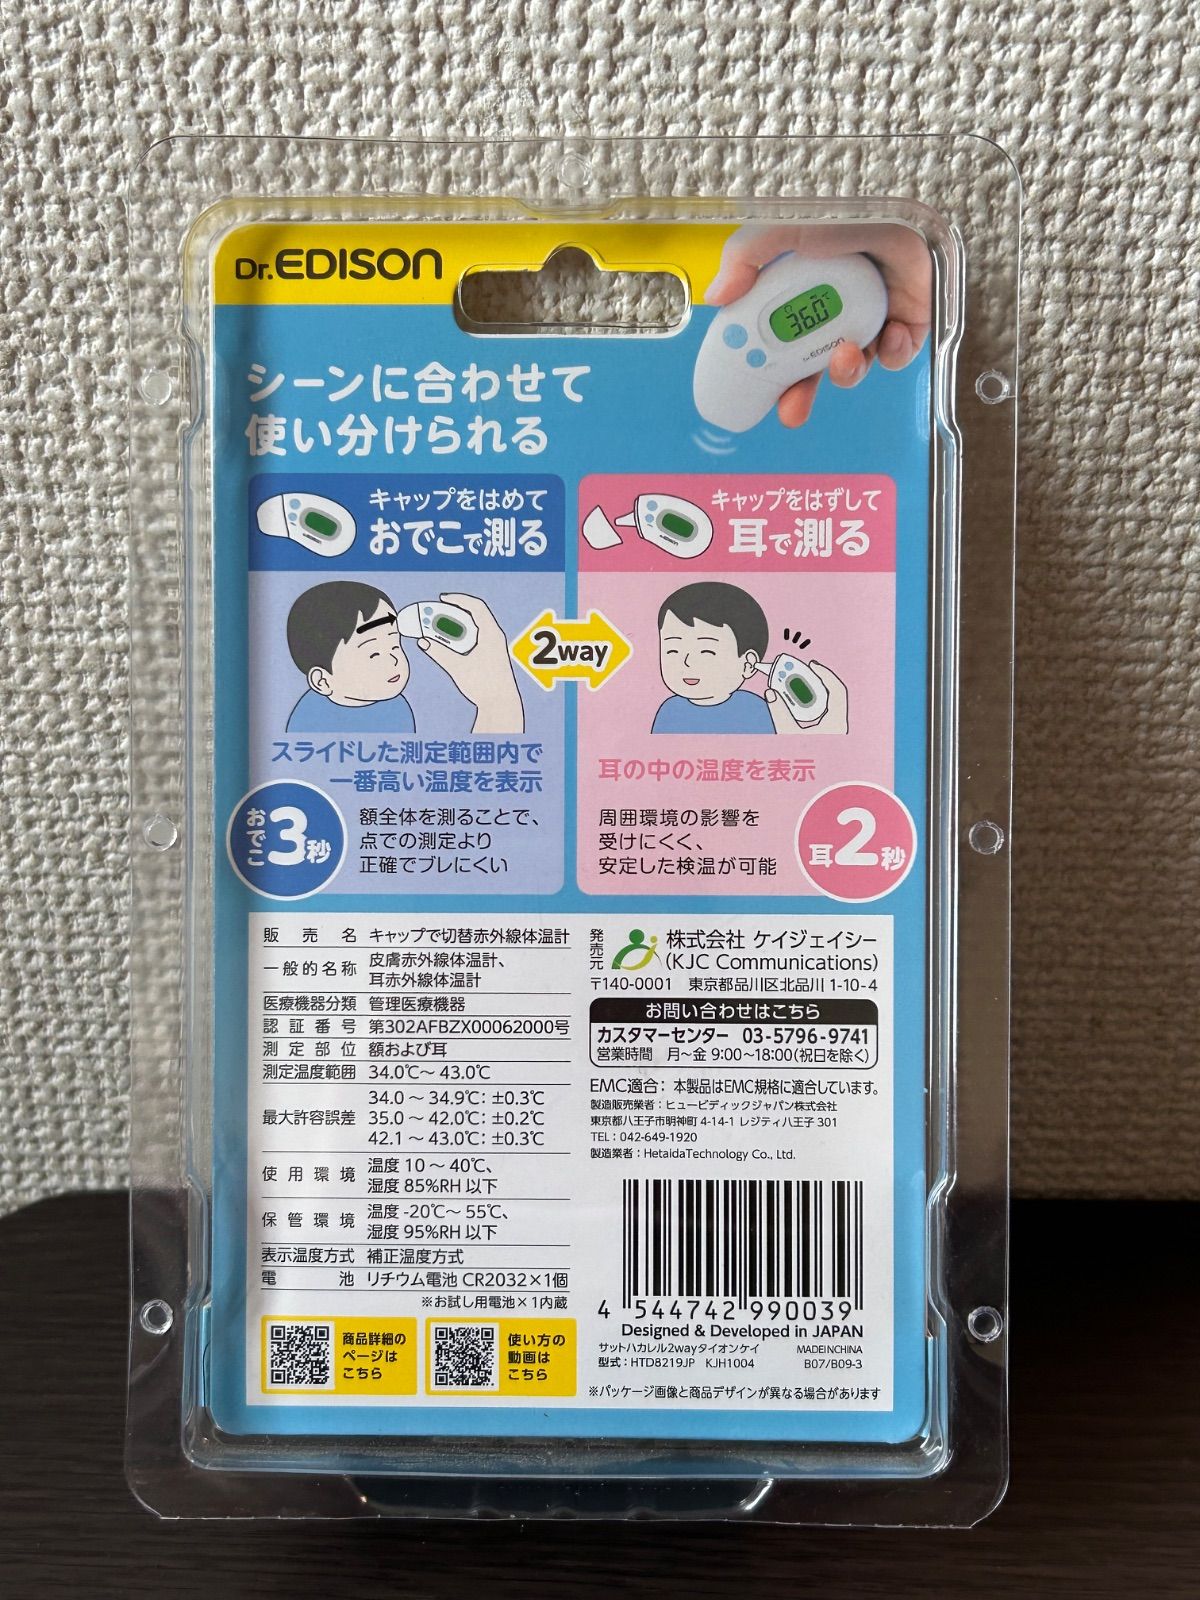 Dr.EDISON
36.0℃
Dr.EDISON
シーンに合わせて
使い分けられる
キャップをはめて
おでこで測る
キャップをはずして
耳で測る
2way
スライドした測定範囲内で
一番高い温度を表示
おでこ3秒
額全体を測ることで、
点での測定より
正確でブレにくい
耳の中の温度を表示
周囲環境の影響を
受けにくく、
安定した検温が可能
耳2秒
販売名 キャップで切替赤外線体温計
一般的名称 皮膚赤外線体温計、
耳赤外線体温計
医療機器分類 管理医療機器
認証番号 第302AFBZX00062000号
測定部位 額および耳
測定温度範囲 34.0℃～43.0℃
最大許容誤差 34.0～34.9℃：±0.3℃
35.0～42.0℃：±0.2℃
42.1～43.0℃：±0.3℃
使用環境 温度 10～40℃、
湿度 85%RH 以下
保管環境 温度 -20℃～55℃、
湿度 95%RH 以下
表示温度方式 補正温度方式
電池 リチウム電池 CR2032×1個
※お試し用電池×1内蔵
商品詳細の
ページは
こちら
使い方の
動画は
こちら
発売元 株式会社 ケイジェイシー
(KJC Communications)
〒140-0001 東京都品川区北品川 1-10-4
お問い合わせはこちら
カスタマーセンター 03-5796-9741
営業時間 月～金 9:00～18:00(祝日を除く)
EMC適合：本製品はEMC規格に適合しています。
製造販売業者：ヒュービディックジャパン株式会社
東京都八王子市明神町 4-14-1 レジティ八王子 301
TEL：042-649-1920
製造業者：HetaidaTechnology Co., Ltd.
4 544742 990039
Designed & Developed in JAPAN
サットハカレル2wayタイオンケイ MADEINCHINA
型式：HTD8219JP KJH1004 B07/B09-3
※パッケージ画像と商品デザインが異なる場合があります